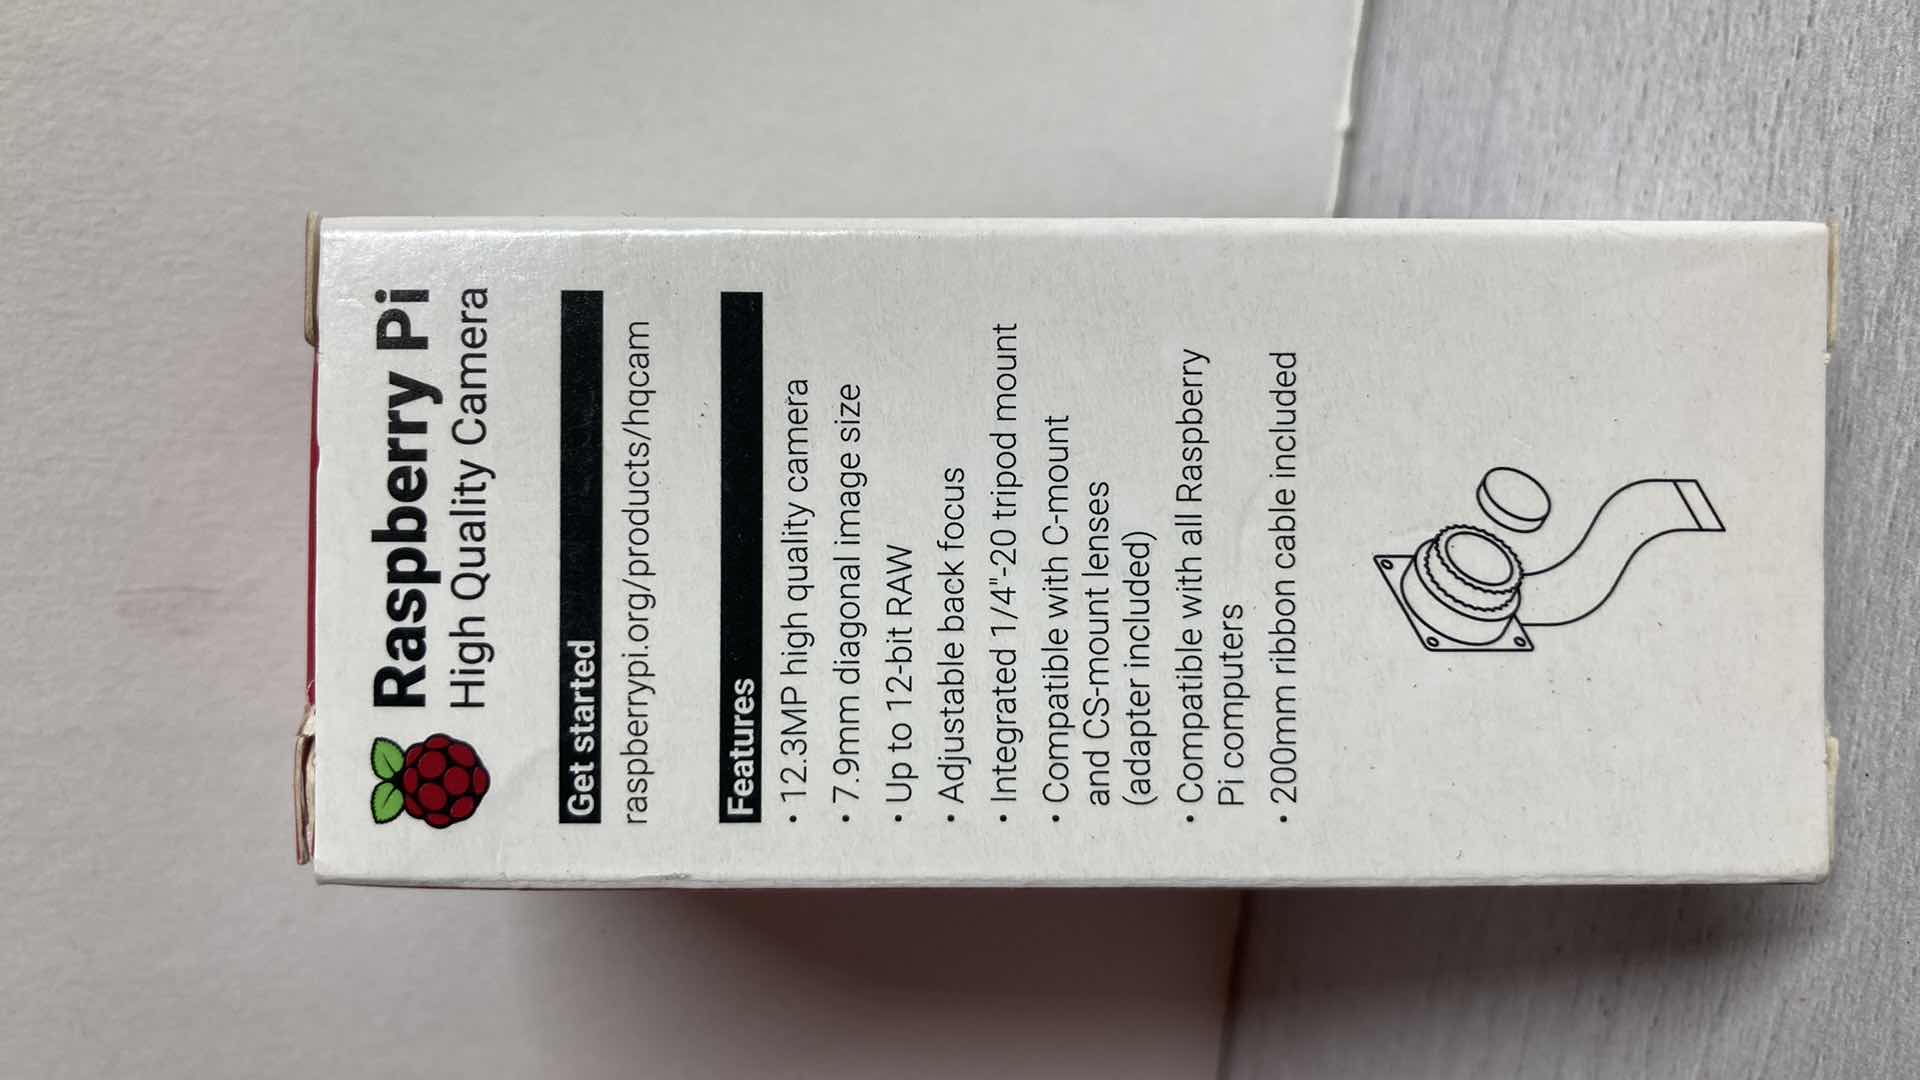 Raspberry Pi
High Quality Camera
Get started
raspberrypi.org/products/hqcam
Features
• 12.3MP high quality camera
• 7.9mm diagonal image size
• Up to 12-bit RAW
• Adjustable back focus
• Integrated 1/4"-20 tripod mount
• Compatible with C-mount
and CS-mount lenses
(adapter included)
• Compatible with all Raspberry
Pi computers
• 200mm ribbon cable included